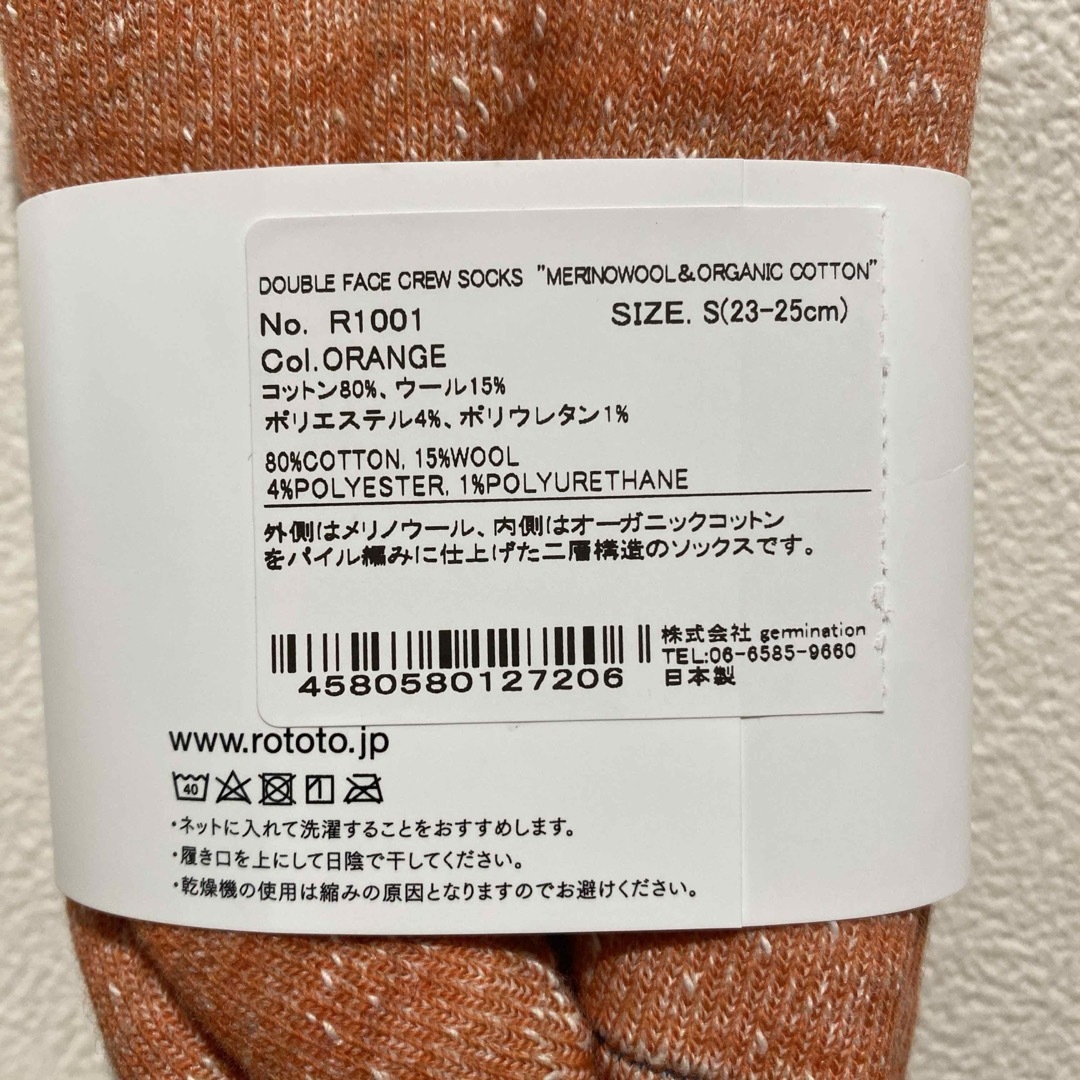 DOUBLE FACE CREW SOCKS "MERINOWOOL&ORGANIC COTTON"
No. R1001 SIZE. S(23-25cm)
Col.ORANGE
コットン80%、ウール15%
ポリエステル4%、ポリウレタン1%
80%COTTON, 15%WOOL
4%POLYESTER, 1%POLYURETHANE
外側はメリノウール、内側はオーガニックコットン
をパイル編みに仕上げた二層構造のソックスです。
株式会社 germination
TEL:06-6585-9660
4580580127206 日本製
www.rototo.jp
40
・ネットに入れて洗濯することをおすすめします。
・履き口を上にして日陰で干してください。
・乾燥機の使用は縮みの原因となりますのでお避けください。